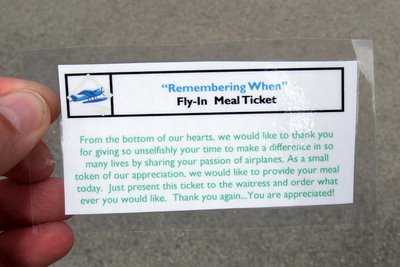 “Remembering When”
Fly-In Meal Ticket
From the bottom of our hearts, we would like to thank you
for giving so unselfishly your time to make a difference in so
many lives by sharing your passion of airplanes. As a small
token of our appreciation, we would like to provide your meal
today. Just present this ticket to the waitress and order what
ever you would like. Thank you again...You are appreciated!